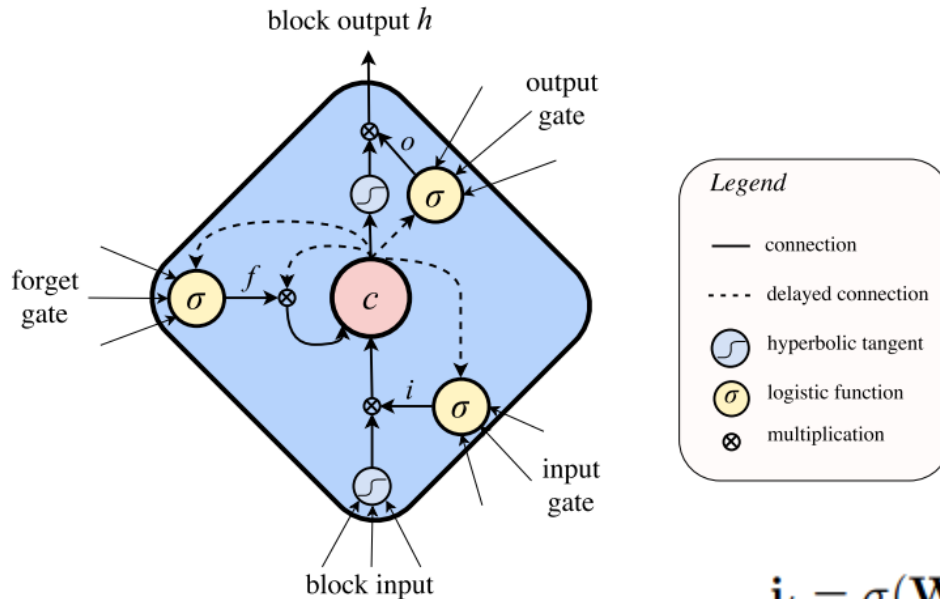 block output h
output
gate
o
σ
forget
gate
σ
f
c
i
σ
input
gate
block input
Legend
connection
delayed connection
hyperbolic tangent
σ
logistic function
multiplication
= σ(W